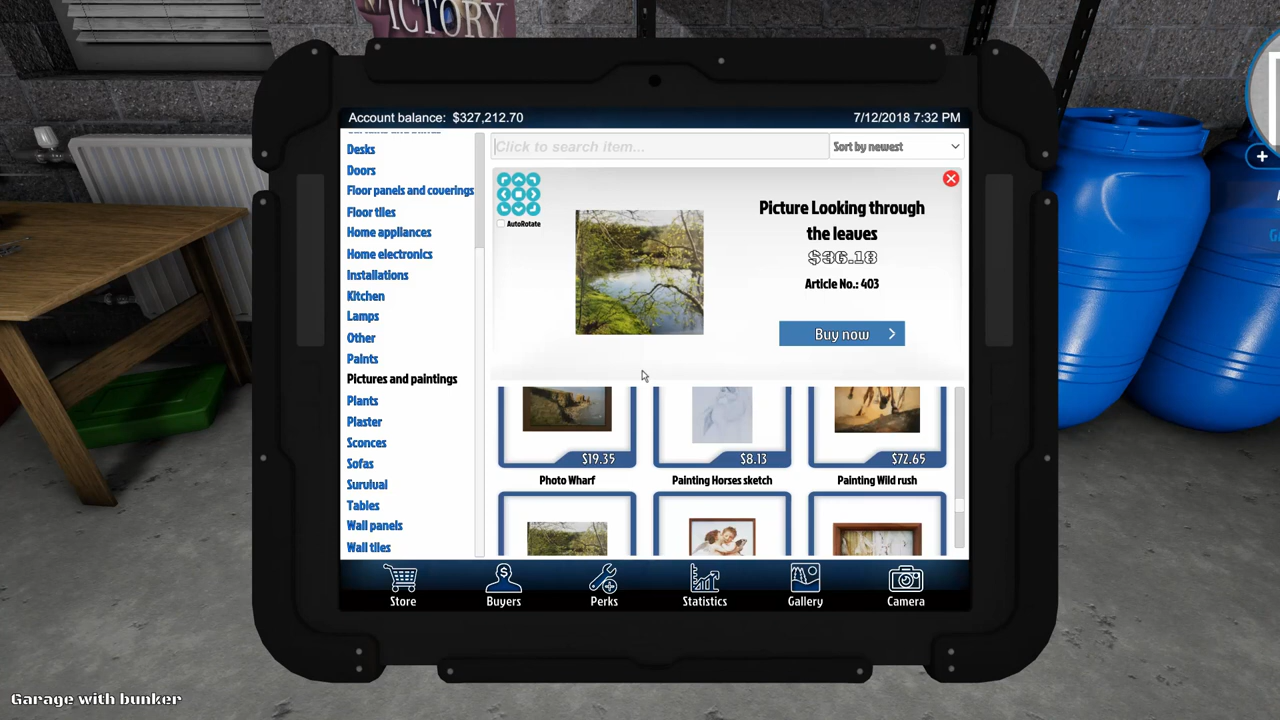 Account balance: $327,212.70
7/12/2018 7:32 PM
Desks
Doors
Floor panels and coverings
Floor tiles
Home appliances
Home electronics
Installations
Kitchen
Lamps
Other
Paints
Pictures and paintings
Plants
Plaster
Sconces
Sofas
Survival
Tables
Wall panels
Wall tiles
Click to search item...
Sort by newest
AutoRotate
Picture Looking through
the leaves
$36.18
Article No.: 403
Buy now
$19.35
$8.13
$72.65
Photo Wharf
Painting Horses sketch
Painting Wild rush
Store
Buyers
Perks
Statistics
Gallery
Camera
Garage with bunker